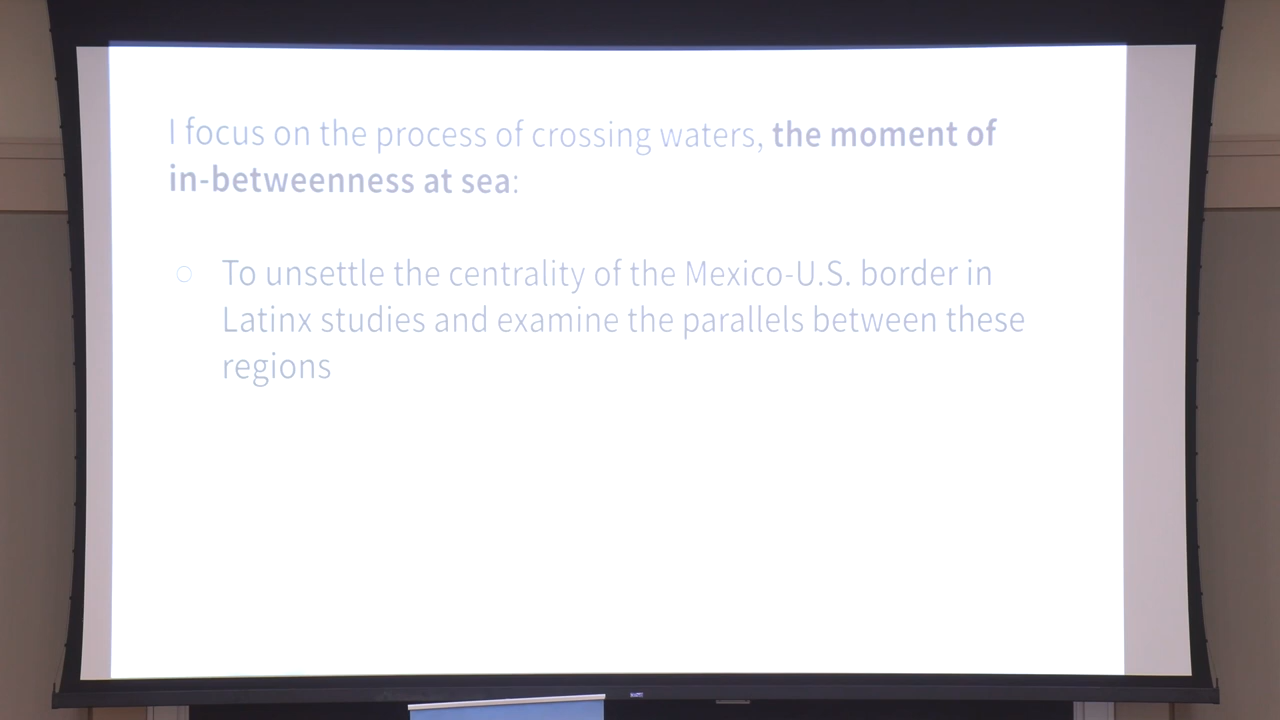 I focus on the process of crossing waters, the moment of
in-betweenness at sea:
○ To unsettle the centrality of the Mexico-U.S. border in
Latinx studies and examine the parallels between these
regions